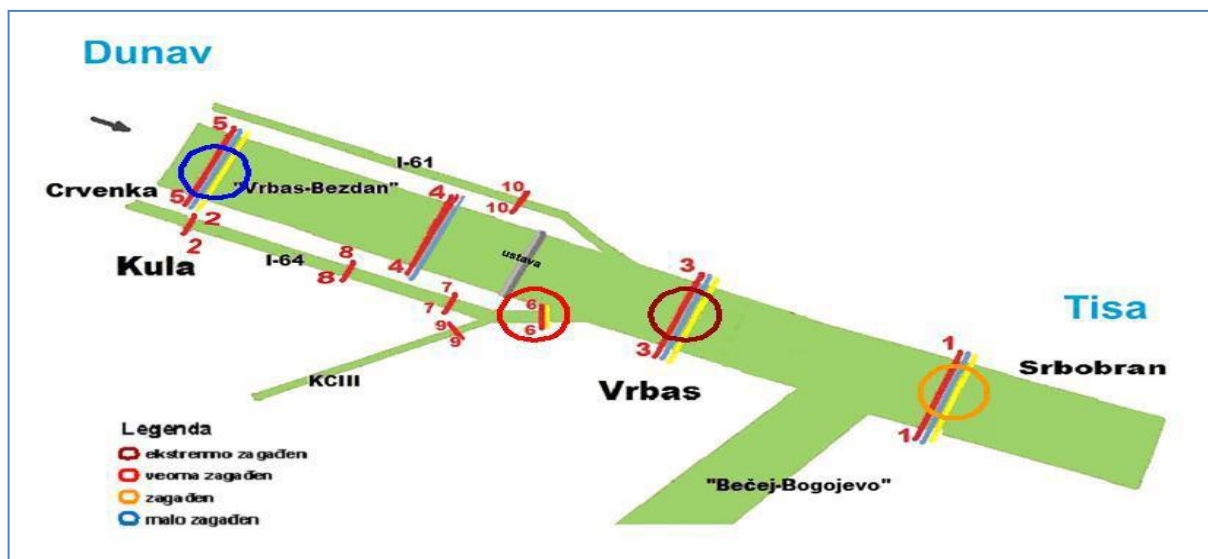 Dunav
5
I-61
Crvenka
"Vrbas-Bezdan"
10
10
4
5
2
2
Kula
I-64
8
8
4
ustava
3
7
7
6
6
9
9
KCIII
3
Vrbas
Tisa
1
Srbobran
1
"Bečej-Bogojevo"
Legenda
ekstremno zagađen
veoma zagađen
zagađen
malo zagađen